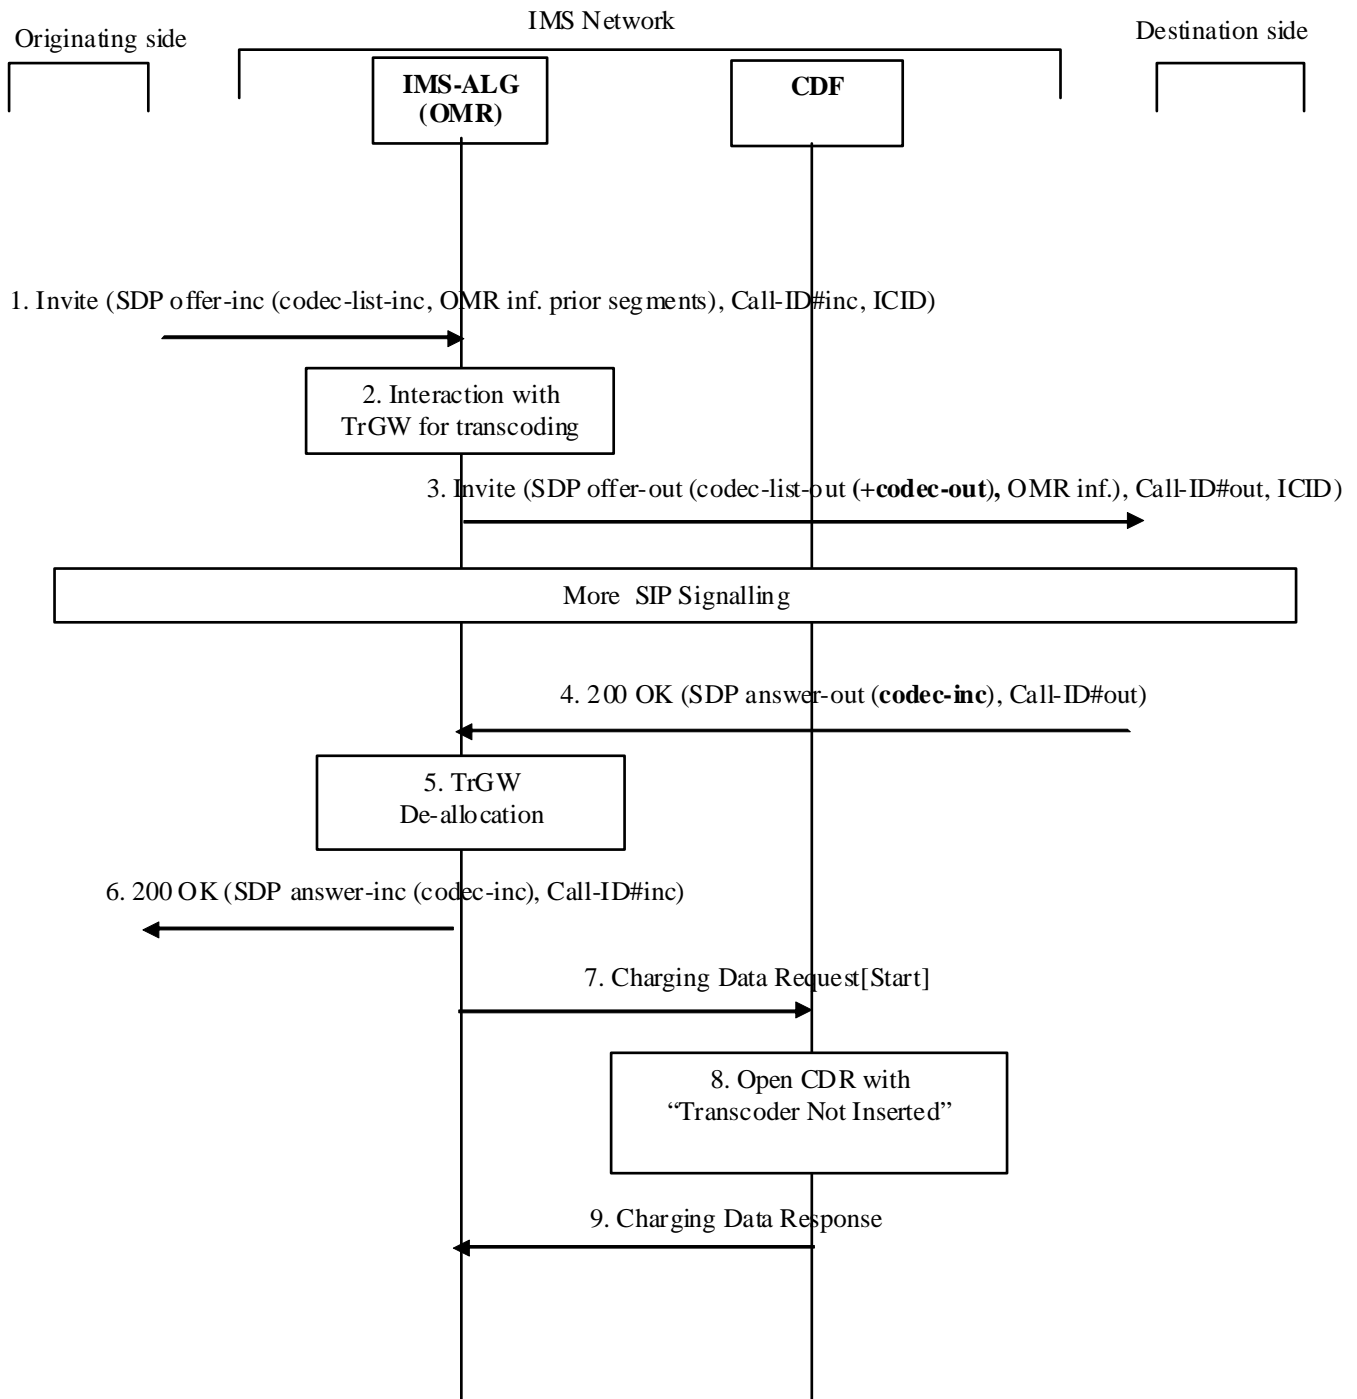 IMS Network
Originating side
Destination side
IMS-ALG
(OMR)
CDF
1. Invite (SDP offer-inc (codec-list-inc, OMR inf. prior segments), Call-ID#inc, ICID)
2. Interaction with
TrGW for transcoding
3. Invite (SDP offer-out (codec-list-out (+codec-out), OMR inf.), Call-ID#out, ICID)
More SIP Signalling
4. 200 OK (SDP answer-out (codec-inc), Call-ID#out)
5. TrGW
De-allocation
6. 200 OK (SDP answer-inc (codec-inc), Call-ID#inc)
7. Charging Data Request[Start]
8. Open CDR with
“Transcoder Not Inserted”
9. Charging Data Response